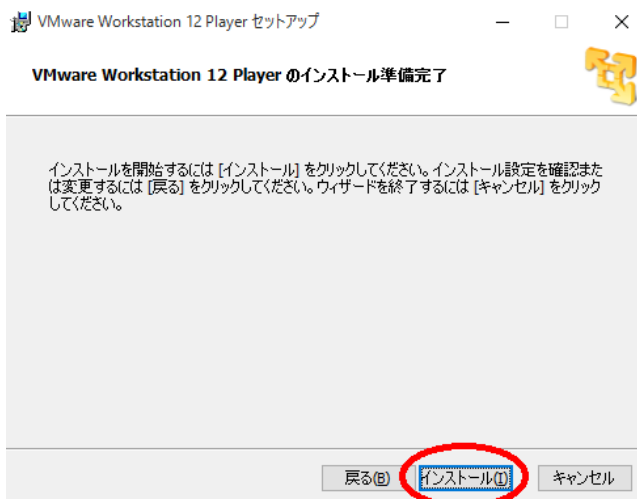 VMware Workstation 12 Player セットアップ
VMware Workstation 12 Player のインストール準備完了
インストールを開始するには [インストール] をクリックしてください。インストール設定を確認また
は変更するには [戻る] をクリックしてください。ウィザードを終了するには [キャンセル] をクリック
してください。
戻る(B) インストール(I) キャンセル